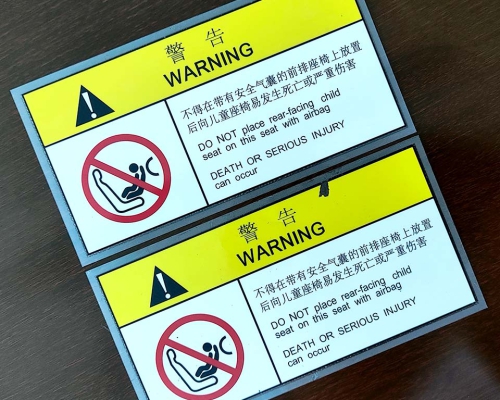 警告
WARNING
不得在带有安全气囊的前排座椅上放置
后向儿童座椅易发生死亡或严重伤害
DO NOT place rear-facing child
seat on this seat with airbag
DEATH OR SERIOUS INJURY
can occur
警告
WARNING
不得在带有安全气囊的前排座椅上放置
后向儿童座椅易发生死亡或严重伤害
DO NOT place rear-facing child
seat on this seat with airbag
DEATH OR SERIOUS INJURY
can occur